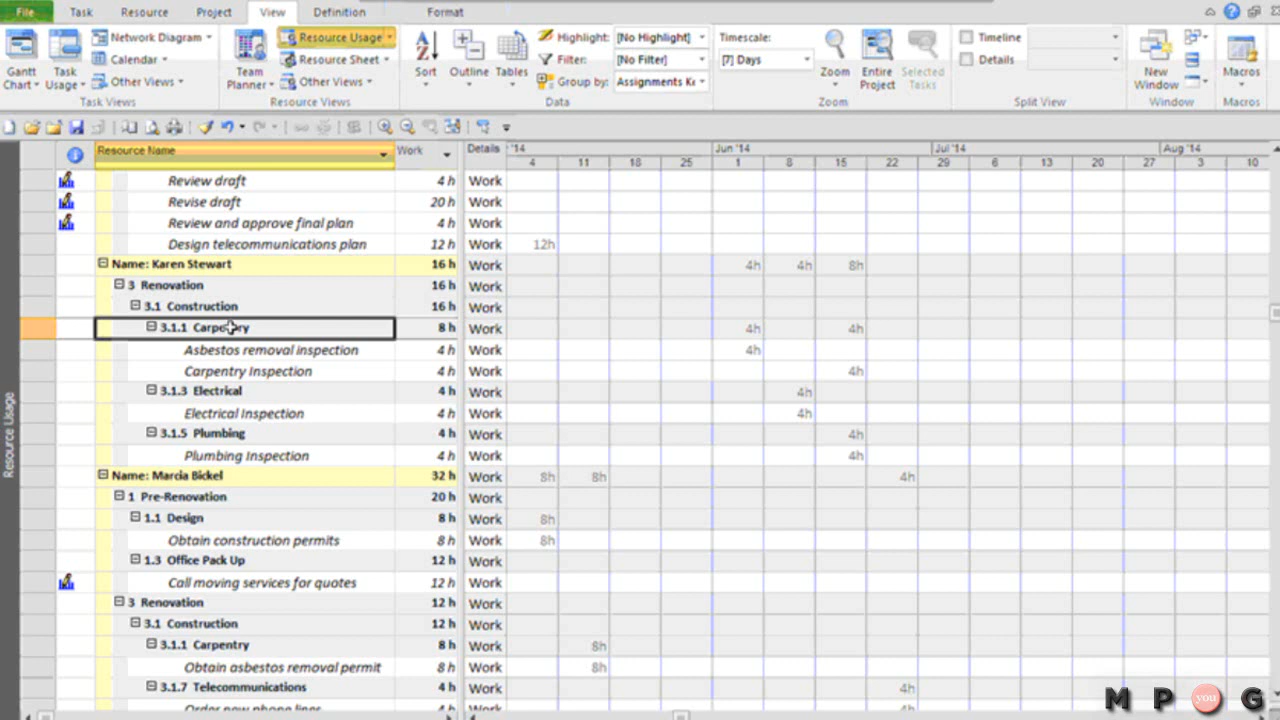 File Task Resource Project View Definition Format
Network Diagram Resource Usage Highlight: [No Highlight] Timescale: Timeline
Calendar Resource Sheet Filter: [No Filter] [7] Days Details
Gantt Chart Task Usage Other Views Team Planner Other Views Sort Outline Tables Group by: Assignments Ke Zoom Entire Project Selected Tasks New Window Macros
Task Views Resource Views Data Zoom Split View Window Macros
Resource Name Work Details '14 Jun '14 Jul '14 Aug '14
4 11 18 25 1 8 15 22 29 6 13 20 27 3 10
Review draft 4 h Work
Revise draft 20 h Work
Review and approve final plan 4 h Work
Design telecommunications plan 12 h Work 12h
Name: Karen Stewart 16 h Work 4h 4h 8h
3 Renovation 16 h Work
3.1 Construction 16 h Work
3.1.1 Carpentry 8 h Work 4h 4h
Asbestos removal inspection 4 h Work 4h
Carpentry Inspection 4 h Work 4h
3.1.3 Electrical 4 h Work 4h
Electrical Inspection 4 h Work 4h
3.1.5 Plumbing 4 h Work 4h
Plumbing Inspection 4 h Work 4h
Name: Marcia Bickel 32 h Work 8h 8h 4h
1 Pre-Renovation 20 h Work
1.1 Design 8 h Work 8h
Obtain construction permits 8 h Work 8h
1.3 Office Pack Up 12 h Work
Call moving services for quotes 12 h Work
3 Renovation 12 h Work
3.1 Construction 12 h Work
3.1.1 Carpentry 8 h Work 8h
Obtain asbestos removal permit 8 h Work 8h
3.1.7 Telecommunications 4 h Work 4h
Order new phone lines 4 h Work 4h
Resource Usage
M P you G